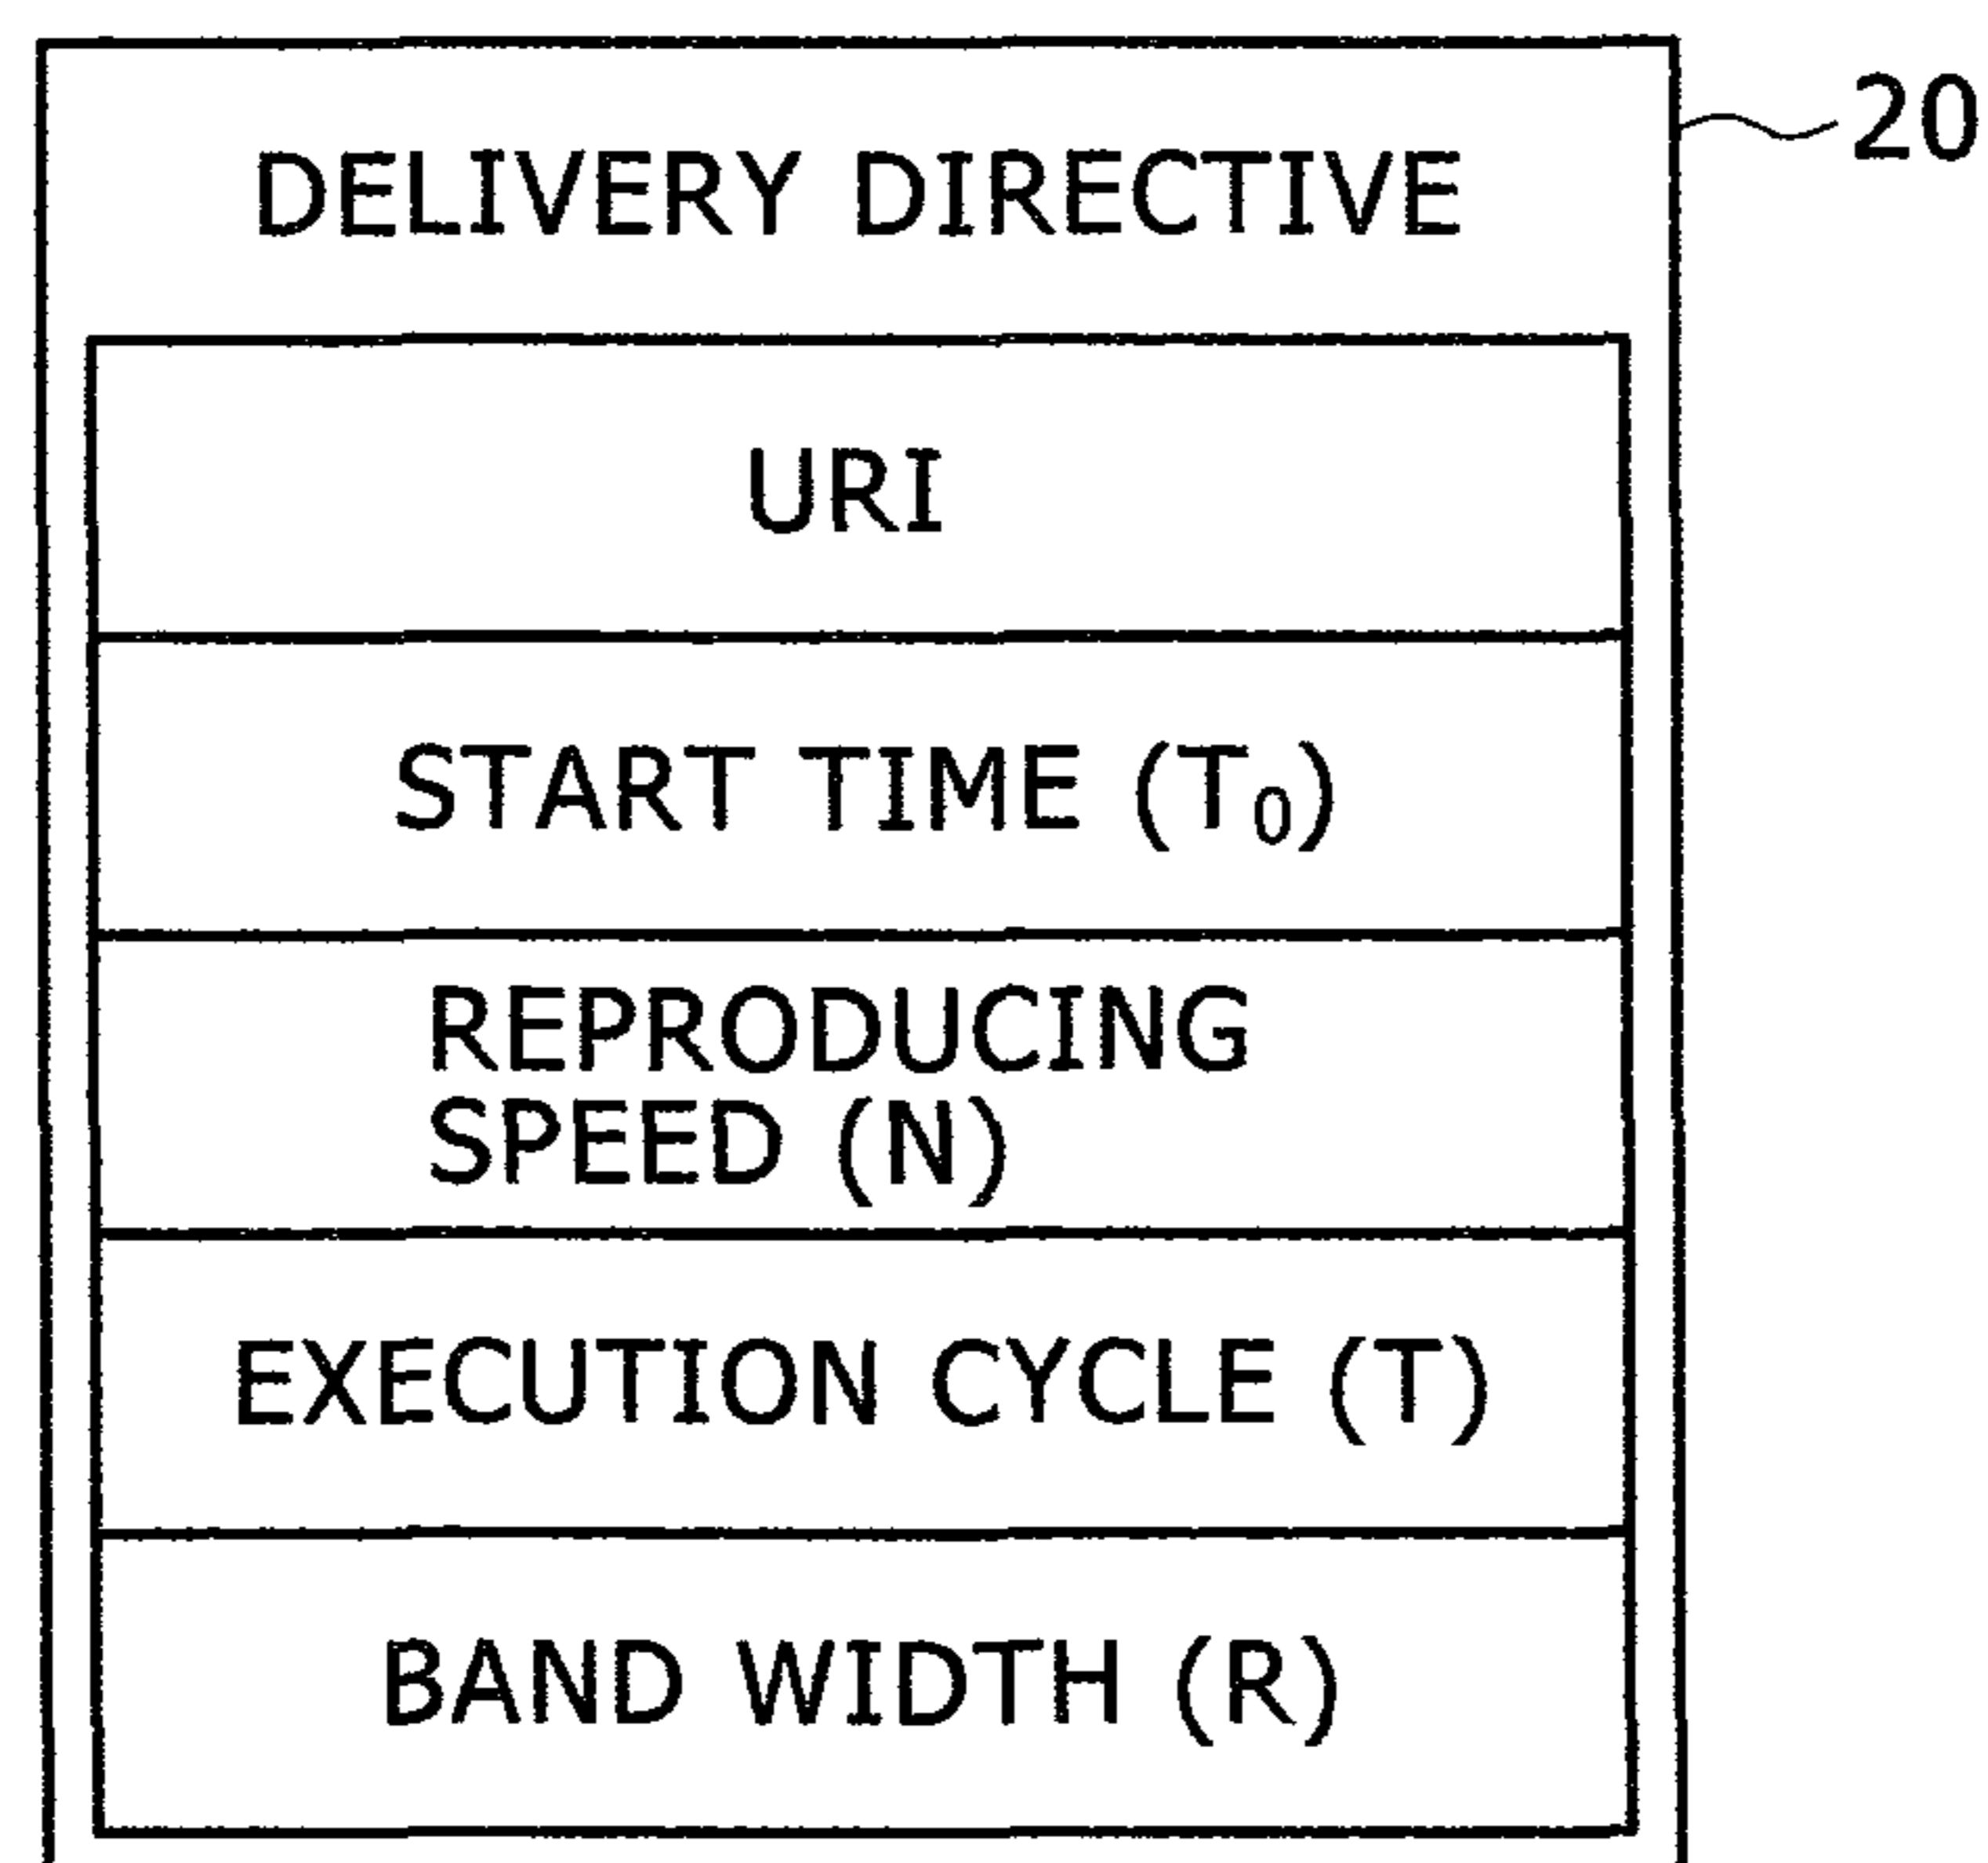 DELIVERY DIRECTIVE
20
URI
START TIME (T₀)
REPRODUCING
SPEED (N)
EXECUTION CYCLE (T)
BAND WIDTH (R)